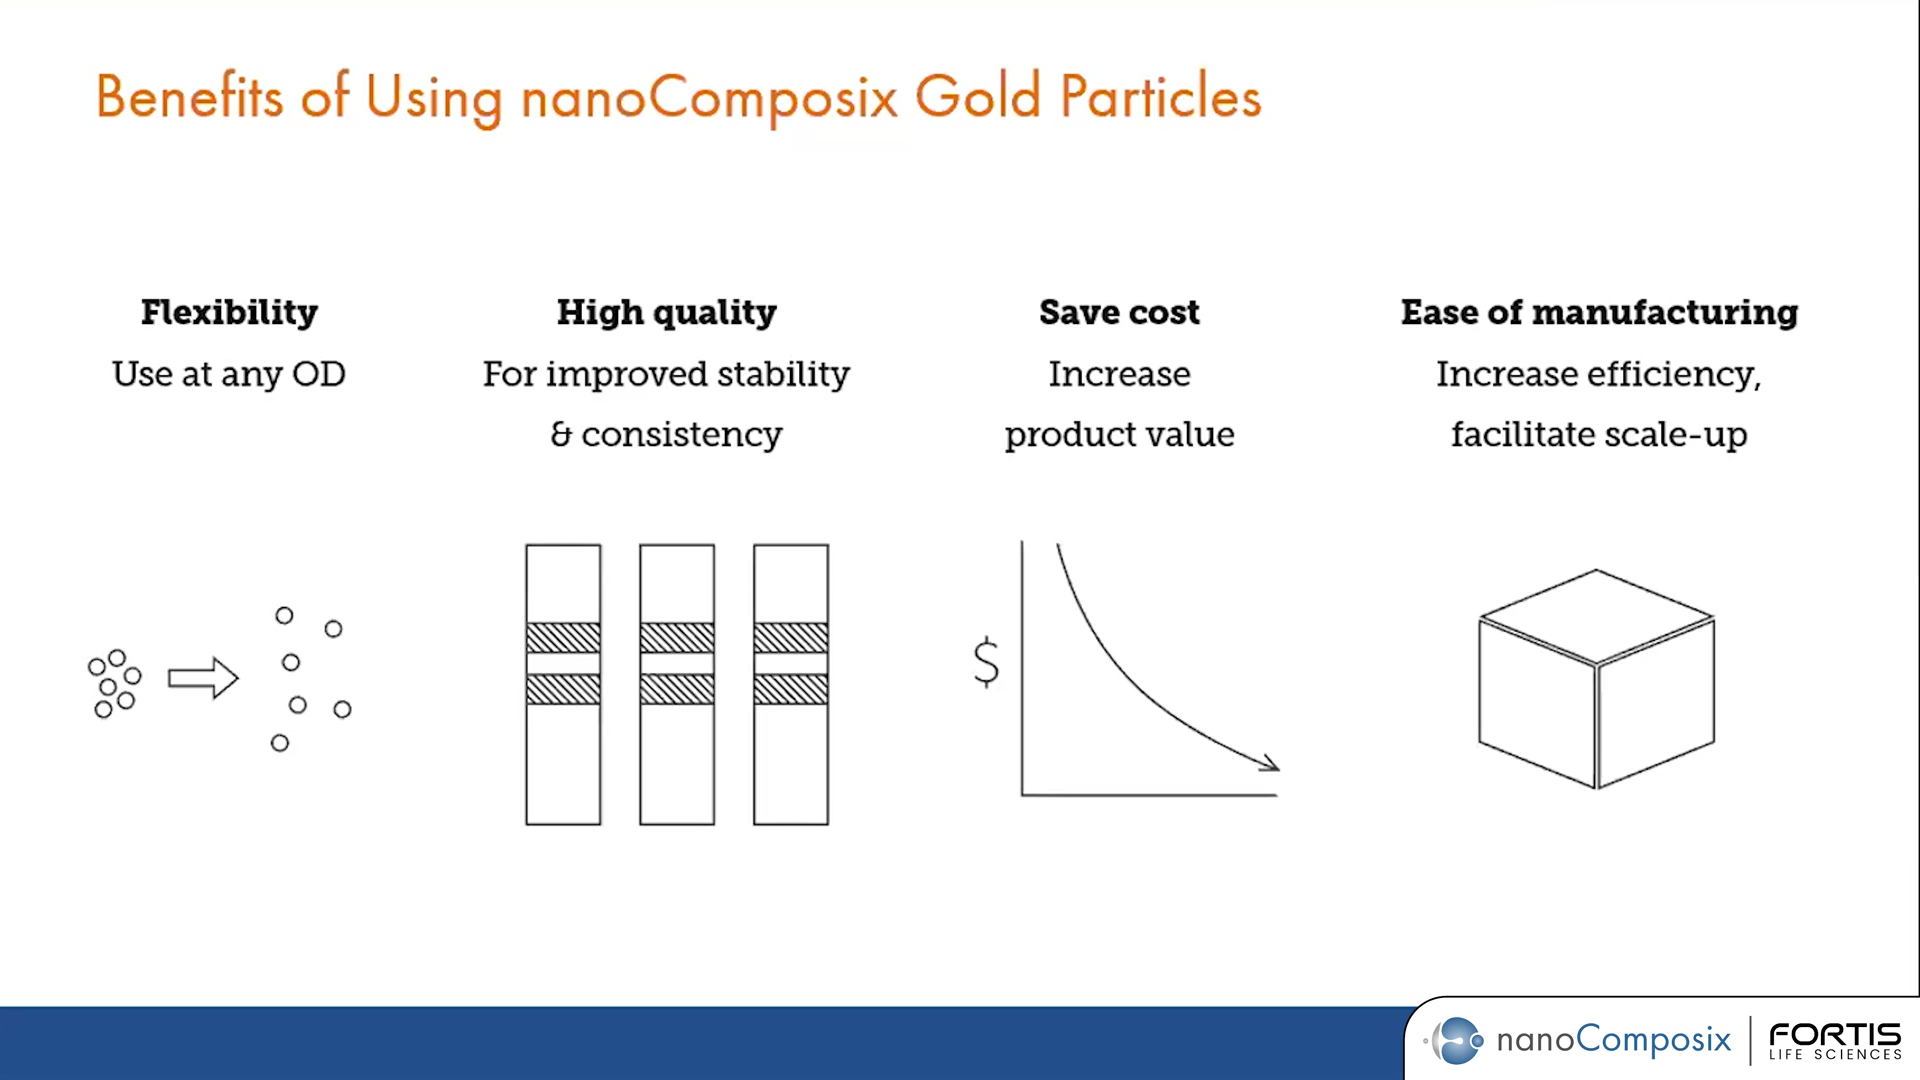 Benefits of Using nanoComposix Gold Particles
Flexibility
Use at any OD
High quality
For improved stability
& consistency
Save cost
Increase
product value
Ease of manufacturing
Increase efficiency,
facilitate scale-up
$
nanoComposix
FORTIS
LIFE SCIENCES